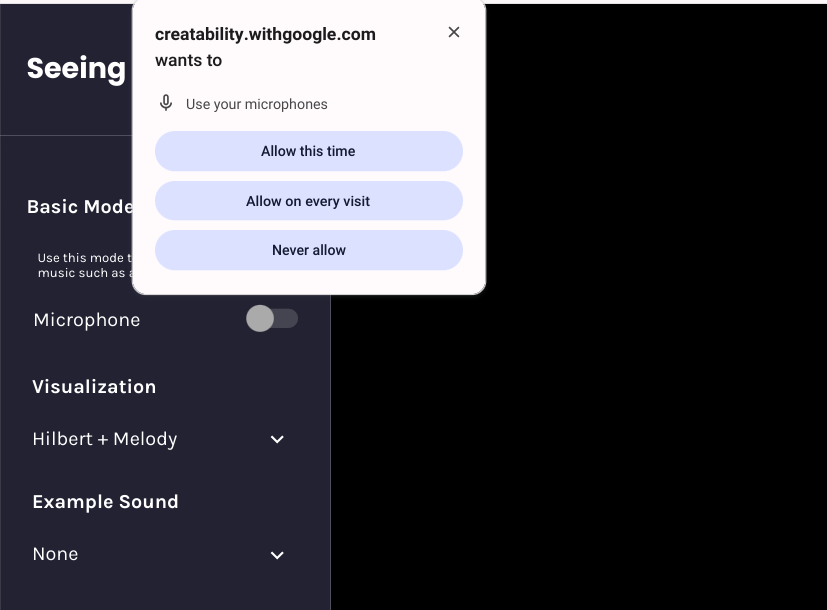 creatability.withgoogle.com
wants to
Use your microphones
Allow this time
Allow on every visit
Never allow
Seeing
Basic Mode
Use this mode
music such as
Microphone
Visualization
Hilbert + Melody
Example Sound
None